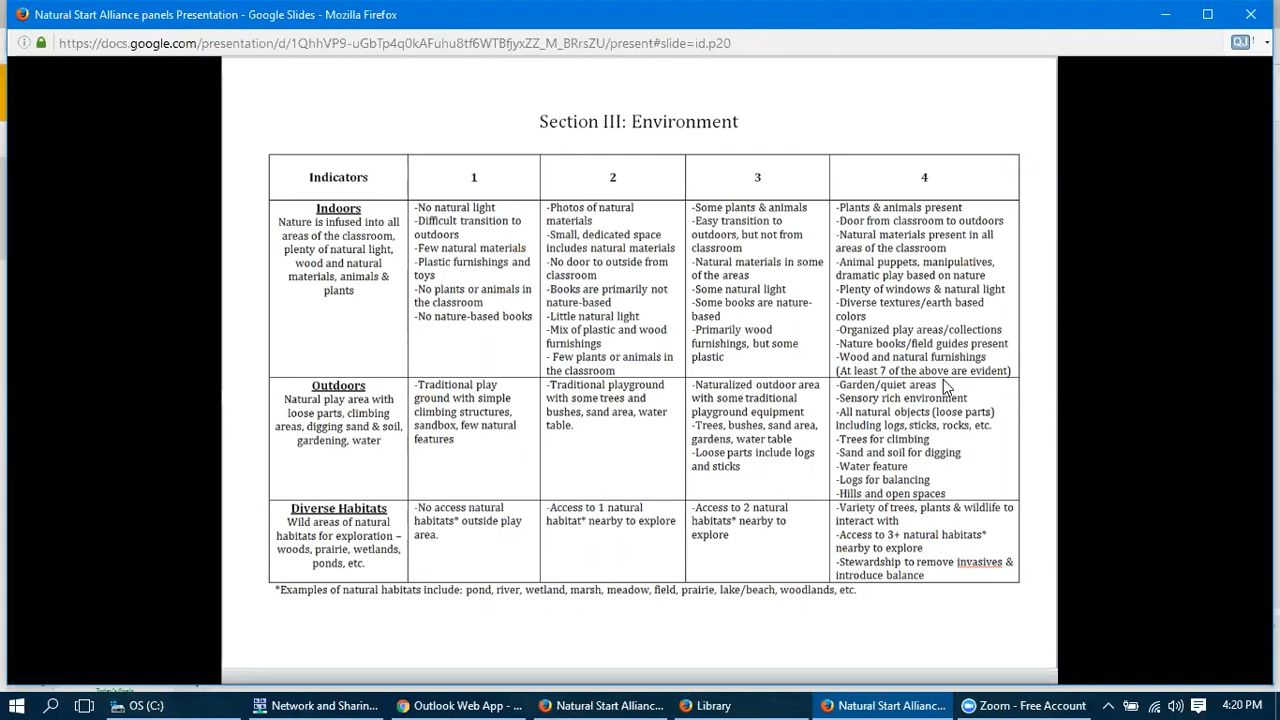 Natural Start Alliance panels Presentation - Google Slides - Mozilla Firefox
https://docs.google.com/presentation/d/1QhhVP9-uGbTp4q0kAFuhu8tf6WTBfjyxZZ_M_BRrsZU/present#slide=id.p20
Section III: Environment
Indicators
1
2
3
4
Indoors
Nature is infused into all
areas of the classroom,
plenty of natural light,
wood and natural
materials, animals &
plants
-No natural light
-Difficult transition to
outdoors
-Few natural materials
-Plastic furnishings and
toys
-No plants or animals in
the classroom
-No nature-based books
-Photos of natural
materials
-Small, dedicated space
includes natural materials
-No door to outside from
classroom
-Books are primarily not
nature-based
-Little natural light
-Mix of plastic and wood
furnishings
- Few plants or animals in
the classroom
-Some plants & animals
-Easy transition to
outdoors, but not from
classroom
-Natural materials in some
of the areas
-Some natural light
-Some books are nature-
based
-Primarily wood
furnishings, but some
plastic
-Plants & animals present
-Door from classroom to outdoors
-Natural materials present in all
areas of the classroom
-Animal puppets, manipulatives,
dramatic play based on nature
-Plenty of windows & natural light
-Diverse textures/earth based
colors
-Organized play areas/collections
-Nature books/field guides present
-Wood and natural furnishings
(At least 7 of the above are evident)
Outdoors
Natural play area with
loose parts, climbing
areas, digging sand & soil,
gardening, water
-Traditional play
ground with simple
climbing structures,
sandbox, few natural
features
-Traditional playground
with some trees and
bushes, sand area, water
table.
-Naturalized outdoor area
with some traditional
playground equipment
-Trees, bushes, sand area,
gardens, water table
-Loose parts include logs
and sticks
-Garden/quiet areas
-Sensory rich environment
-All natural objects (loose parts)
including logs, sticks, rocks, etc.
-Trees for climbing
-Sand and soil for digging
-Water feature
-Logs for balancing
-Hills and open spaces
Diverse Habitats
Wild areas of natural
habitats for exploration –
woods, prairie, wetlands,
ponds, etc.
-No access natural
habitats* outside play
area.
-Access to 1 natural
habitat* nearby to explore
-Access to 2 natural
habitats* nearby to
explore
-Variety of trees, plants & wildlife to
interact with
-Access to 3+ natural habitats*
nearby to explore
-Stewardship to remove invasives &
introduce balance
*Examples of natural habitats include: pond, river, wetland, marsh, meadow, field, prairie, lake/beach, woodlands, etc.
Today's Goals
OS (C:)
Network and Sharing...
Outlook Web App - ...
Natural Start Allianc...
Library
Natural Start Allianc...
Zoom - Free Account
4:20 PM